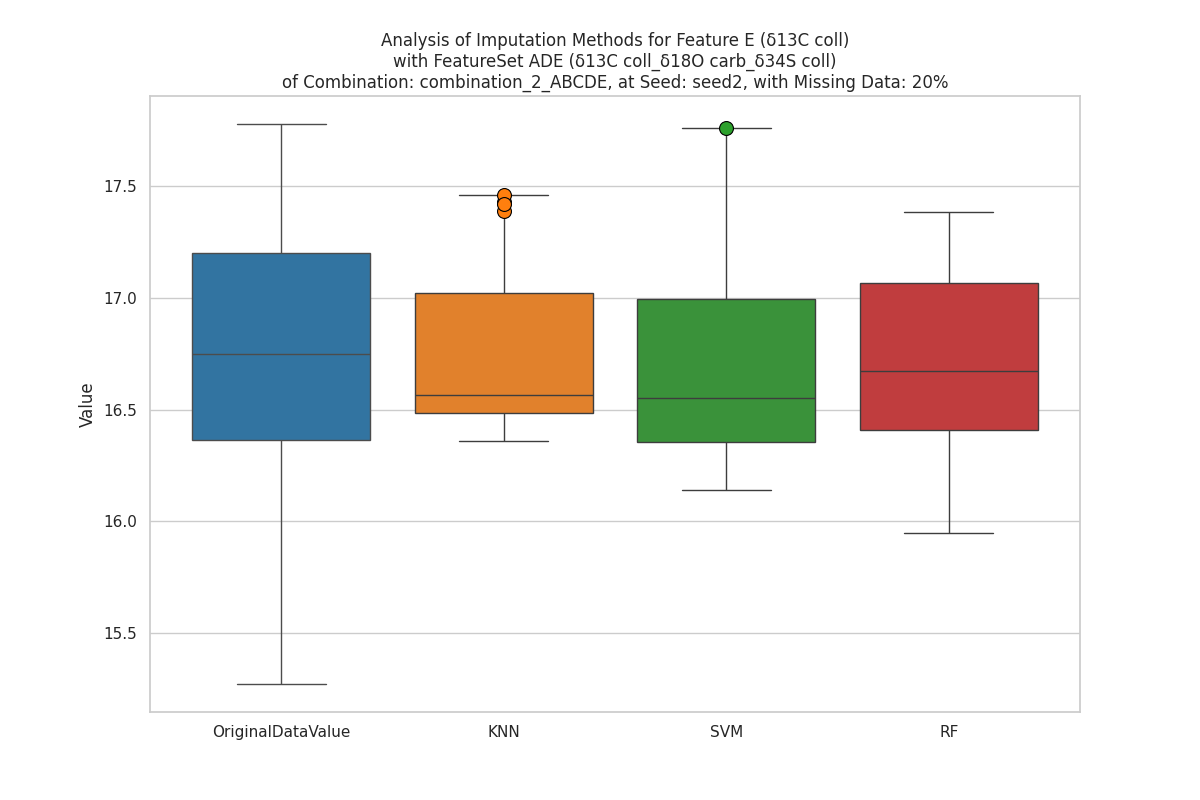 Analysis of Imputation Methods for Feature E (δ13C coll)
with FeatureSet ADE (δ13C coll_δ18O carb_δ34S coll)
of Combination: combination_2_ABCDE, at Seed: seed2, with Missing Data: 20%
Value
17.5
17.0
16.5
16.0
15.5
OriginalDataValue
KNN
SVM
RF